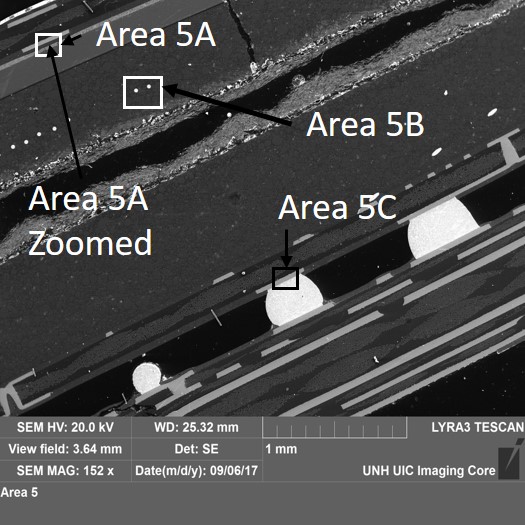 Area 5A
Area 5B
Area 5A
Zoomed
Area 5C
SEM HV: 20.0 kV WD: 25.32 mm LYRA3 TESCAN
View field: 3.64 mm Det: SE 1 mm
SEM MAG: 152 x Date(m/d/y): 09/06/17 UNH UIC Imaging Core
Area 5